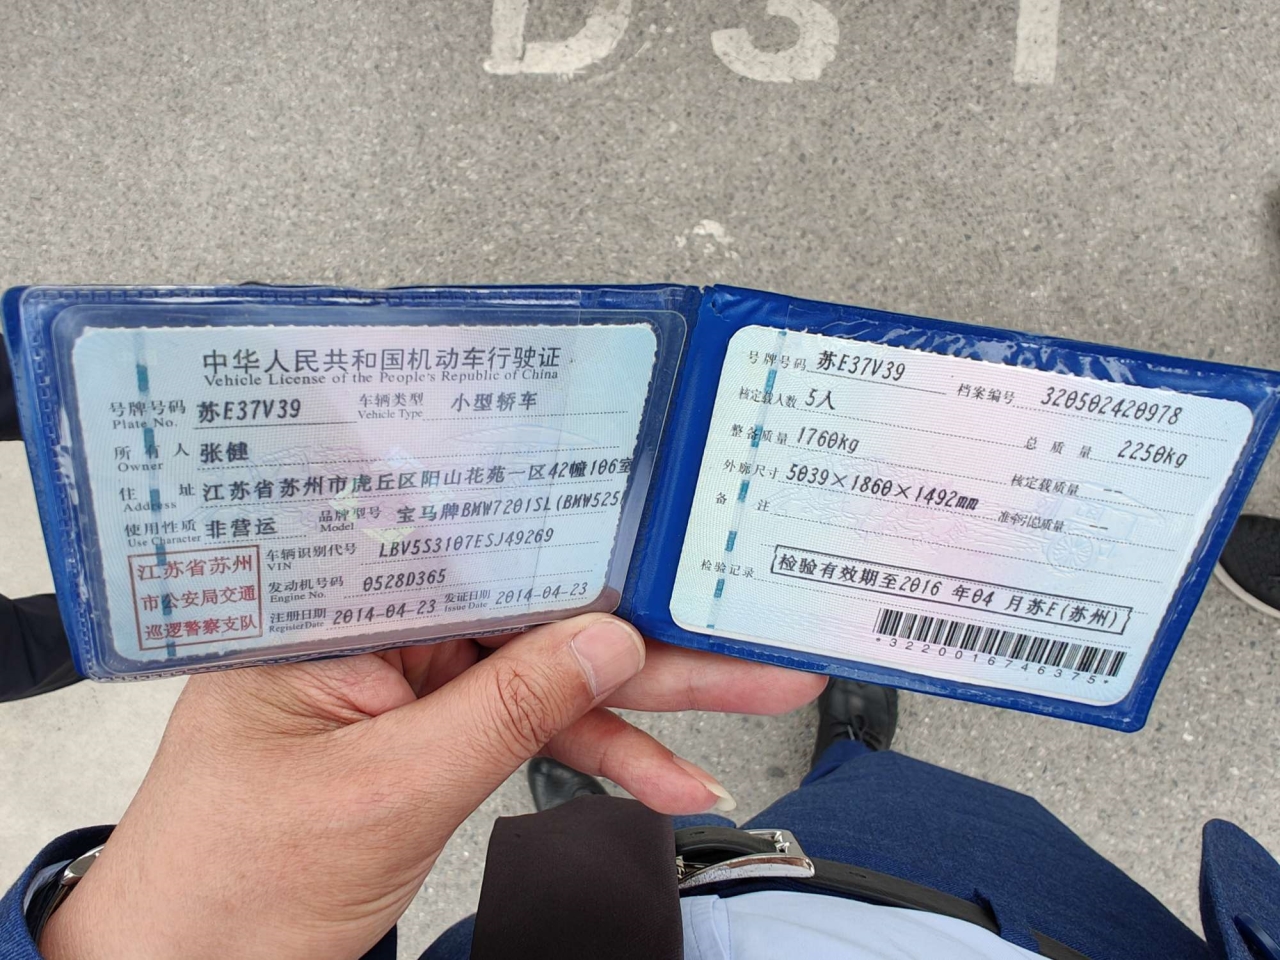 D31
中华人民共和国机动车行驶证
Vehicle License of the People's Republic of China
号牌号码 苏E37V39 车辆类型 小型轿车
Plate No. Vehicle Type
所有人 张健
Owner
住址 江苏省苏州市虎丘区阳山花苑一区42幢106室
Address
使用性质 非营运 品牌型号 宝马牌BMW7201SL(BMW525
Use Character Model
江苏省苏州
市公安局交通
巡逻警察支队
车辆识别代号 LBV5S3107ESJ49269
VIN
发动机号码 0528D365
Engine No.
注册日期 2014-04-23 发证日期 2014-04-23
Register Date Issue Date
号牌号码 苏E37V39 档案编号 320502420978
核定载人数 5人 总质量 2250kg
整备质量 1760kg 核定载质量 --
外廓尺寸 5039×1860×1492mm 准牵引总质量 --
备注
检验记录 检验有效期至2016年04月苏E(苏州)
*3220016746375*